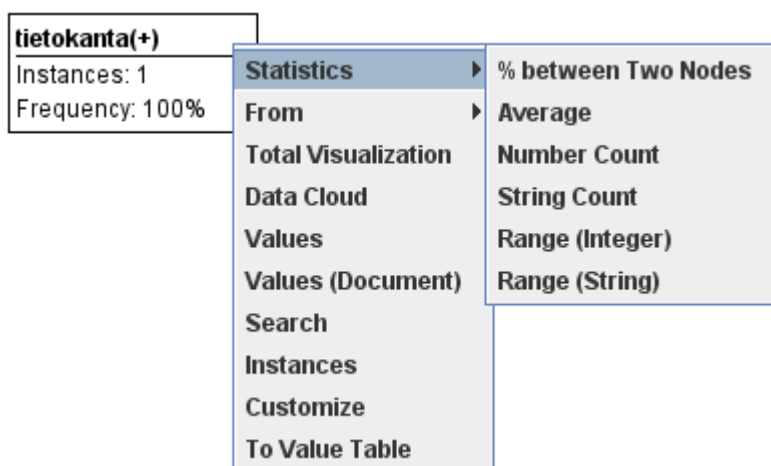 tietokanta(+)
Instances: 1
Frequency: 100%
Statistics
From
Total Visualization
Data Cloud
Values
Values (Document)
Search
Instances
Customize
To Value Table
% between Two Nodes
Average
Number Count
String Count
Range (Integer)
Range (String)